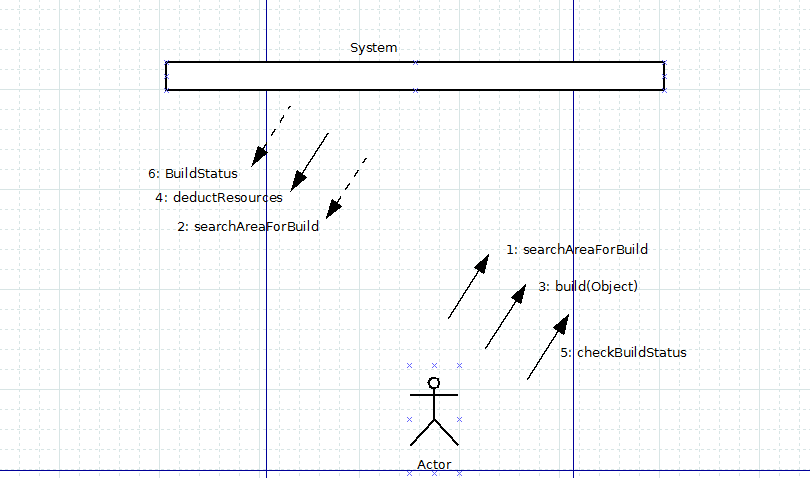 System
6: BuildStatus
4: deductResources
2: searchAreaForBuild
1: searchAreaForBuild
3: build(Object)
5: checkBuildStatus
Actor